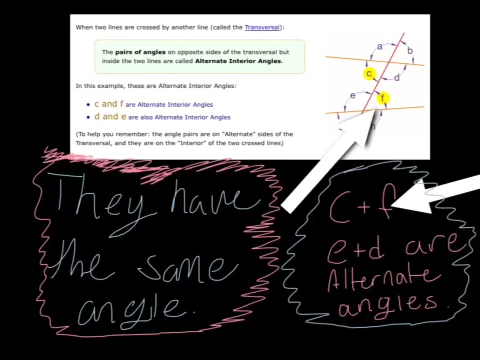 When two lines are crossed by another line (called the Transversal):
The pairs of angles on opposite sides of the transversal but
inside the two lines are called Alternate Interior Angles.
In this example, these are Alternate Interior Angles:
c and f are Alternate Interior Angles
d and e are also Alternate Interior Angles
(To help you remember: the angle pairs are on "Alternate" sides of
the Transversal, and they are on the "Interior" of the two crossed lines)
a
b
c
d
e
f
h
They have
the same
angle.
C + f
e + d are
Alternate
angles.